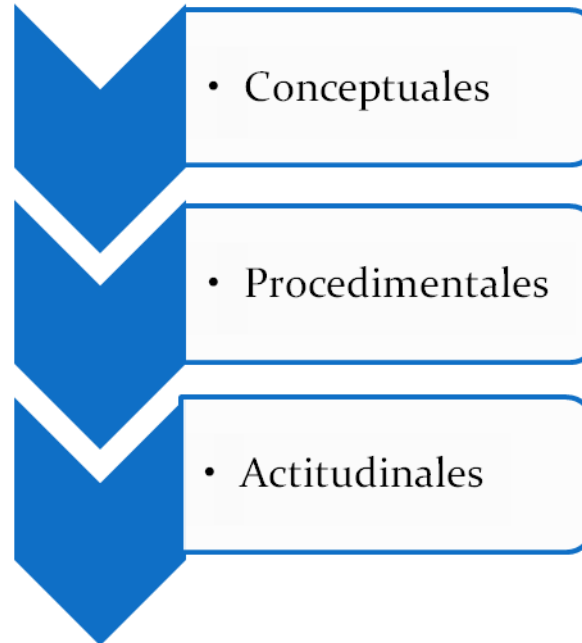 • Conceptuales
• Procedimentales
• Actitudinales